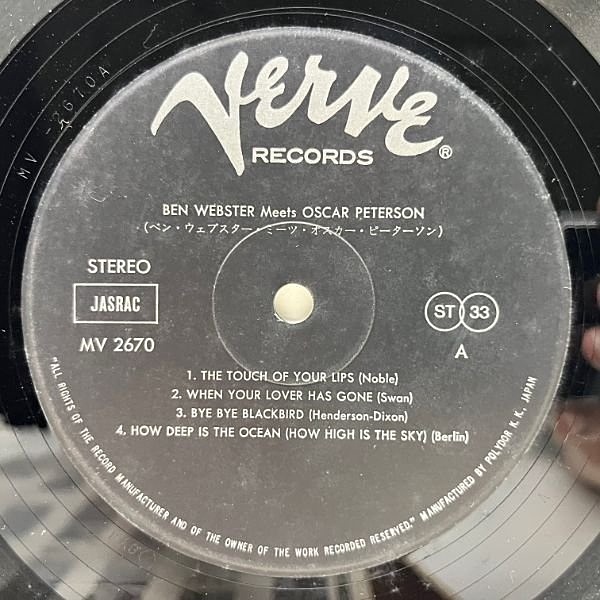 MV-2670A
VERVE
RECORDS®
BEN WEBSTER Meets OSCAR PETERSON
(ベン・ウェブスター・ミーツ・オスカー・ピーターソン)
STEREO
JASRAC
MV 2670
ST 33
A
1. THE TOUCH OF YOUR LIPS (Noble)
2. WHEN YOUR LOVER HAS GONE (Swan)
3. BYE BYE BLACKBIRD (Henderson-Dixon)
4. HOW DEEP IS THE OCEAN (HOW HIGH IS THE SKY) (Berlin)
"ALL RIGHTS OF THE RECORD MANUFACTURER AND OF THE OWNER OF THE WORK RECORDED RESERVED." MANUFACTURED BY POLYDOR K. K., JAPAN